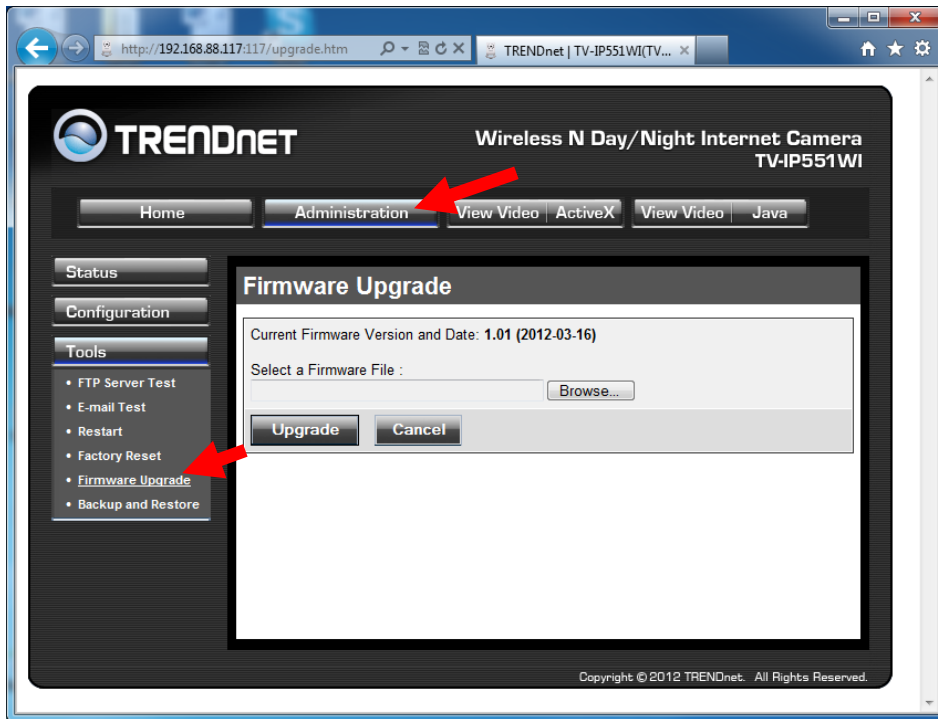 http://192.168.88.117:117/upgrade.htm
TRENDnet | TV-IP551WI(TV...
TRENDNET
Wireless N Day/Night Internet Camera
TV-IP551WI
Home
Administration
View Video | ActiveX
View Video | Java
Status
Configuration
Tools
• FTP Server Test
• E-mail Test
• Restart
• Factory Reset
• Firmware Upgrade
• Backup and Restore
Firmware Upgrade
Current Firmware Version and Date: 1.01 (2012-03-16)
Select a Firmware File :
Browse...
Upgrade
Cancel
Copyright © 2012 TRENDnet. All Rights Reserved.